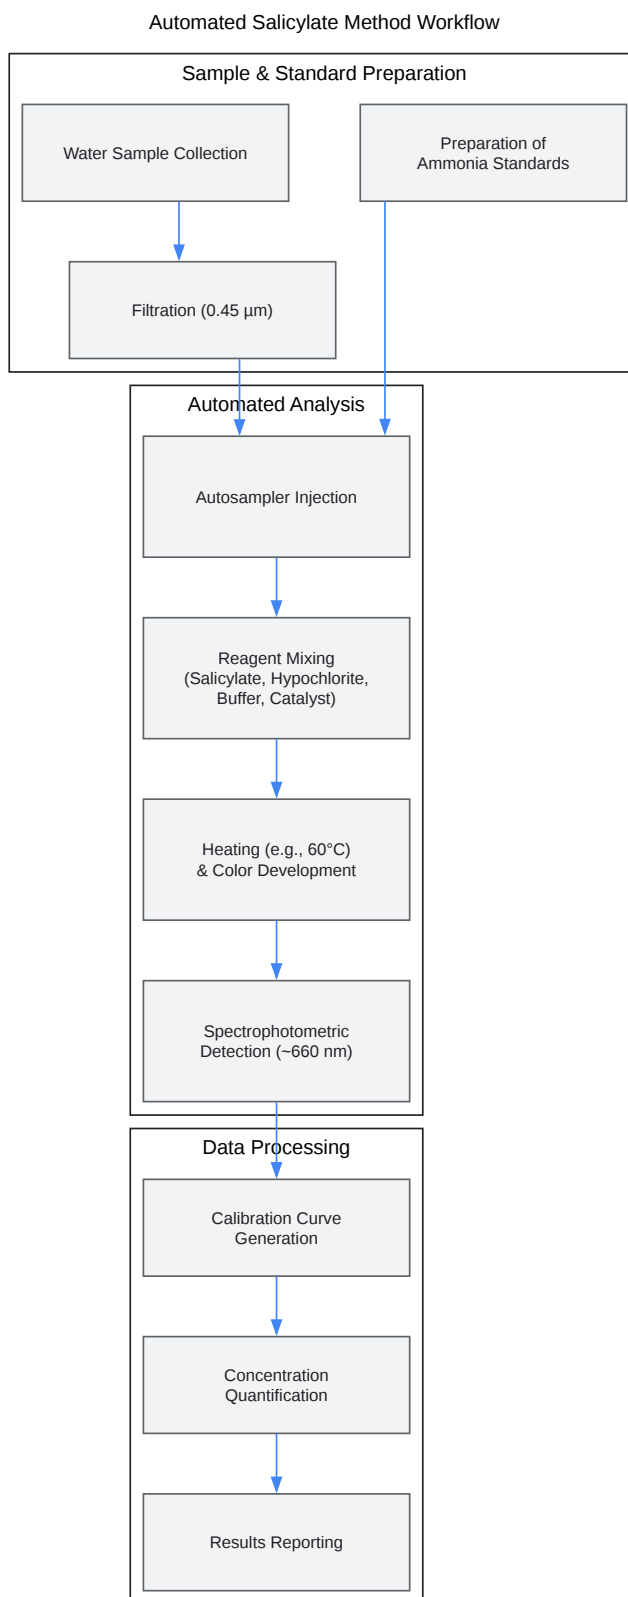 Automated Salicylate Method Workflow
Sample & Standard Preparation
Water Sample Collection
Preparation of
Ammonia Standards
Filtration (0.45 µm)
Automated Analysis
Autosampler Injection
Reagent Mixing
(Salicylate, Hypochlorite,
Buffer, Catalyst)
Heating (e.g., 60°C)
& Color Development
Spectrophotometric
Detection (~660 nm)
Data Processing
Calibration Curve
Generation
Concentration
Quantification
Results Reporting